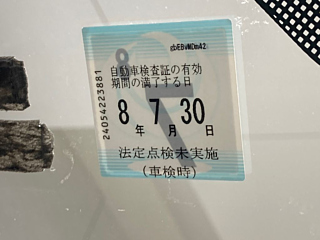 自動車検査証の有効
期間の満了する日
8 7 30
年 月 日
法定点検未実施
(車検時)
24054223881